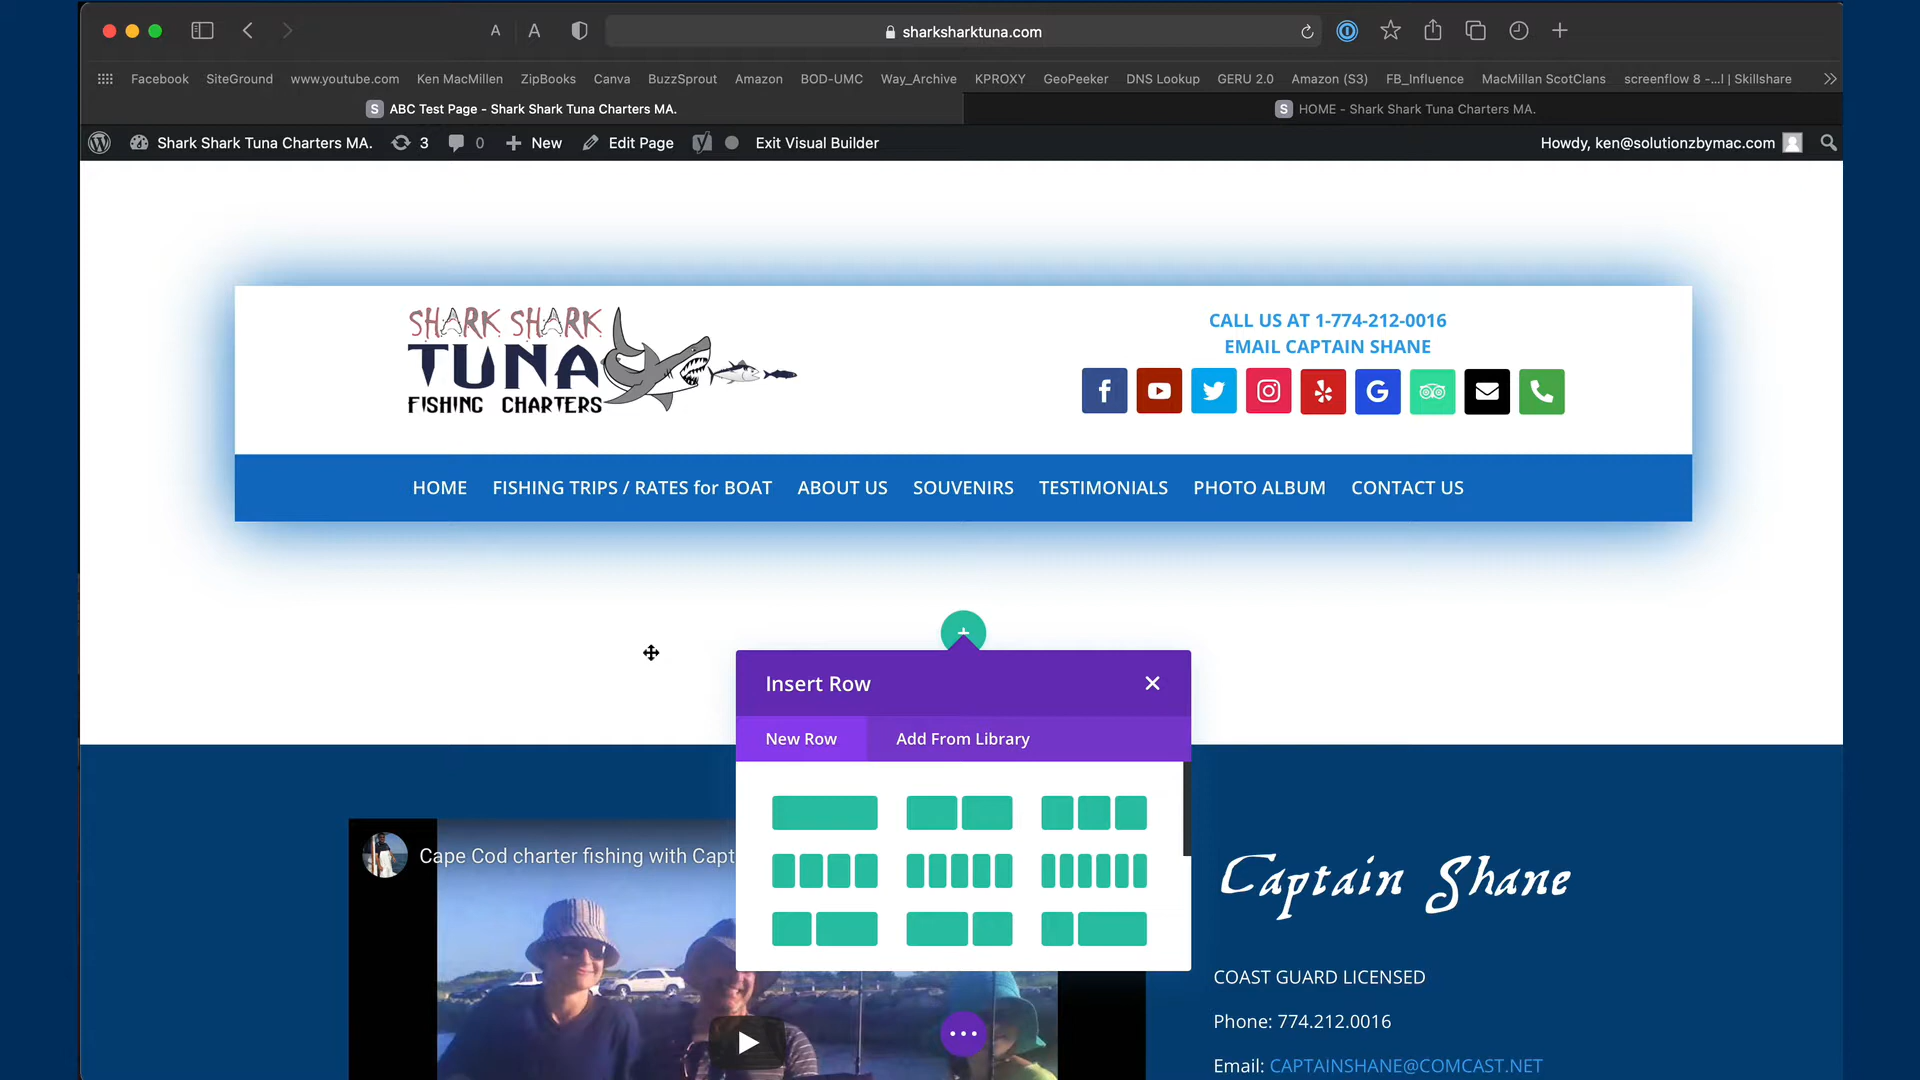 sharksharktuna.com
Facebook SiteGround www.youtube.com Ken MacMillen ZipBooks Canva BuzzSprout Amazon BOD-UMC Way_Archive KPROXY GeoPeeker DNS Lookup GERU 2.0 Amazon (S3) FB_Influence MacMillan ScotClans screenflow 8 -...l | Skillshare
S ABC Test Page - Shark Shark Tuna Charters MA. S HOME - Shark Shark Tuna Charters MA.
Shark Shark Tuna Charters MA. 3 0 New Edit Page Exit Visual Builder Howdy, ken@solutionzbymac.com
SHARK SHARK
TUNA
FISHING CHARTERS
CALL US AT 1-774-212-0016
EMAIL CAPTAIN SHANE
HOME FISHING TRIPS / RATES for BOAT ABOUT US SOUVENIRS TESTIMONIALS PHOTO ALBUM CONTACT US
Insert Row
New Row Add From Library
Cape Cod charter fishing with Capt
Captain Shane
COAST GUARD LICENSED
Phone: 774.212.0016
Email: CAPTAINSHANE@COMCAST.NET